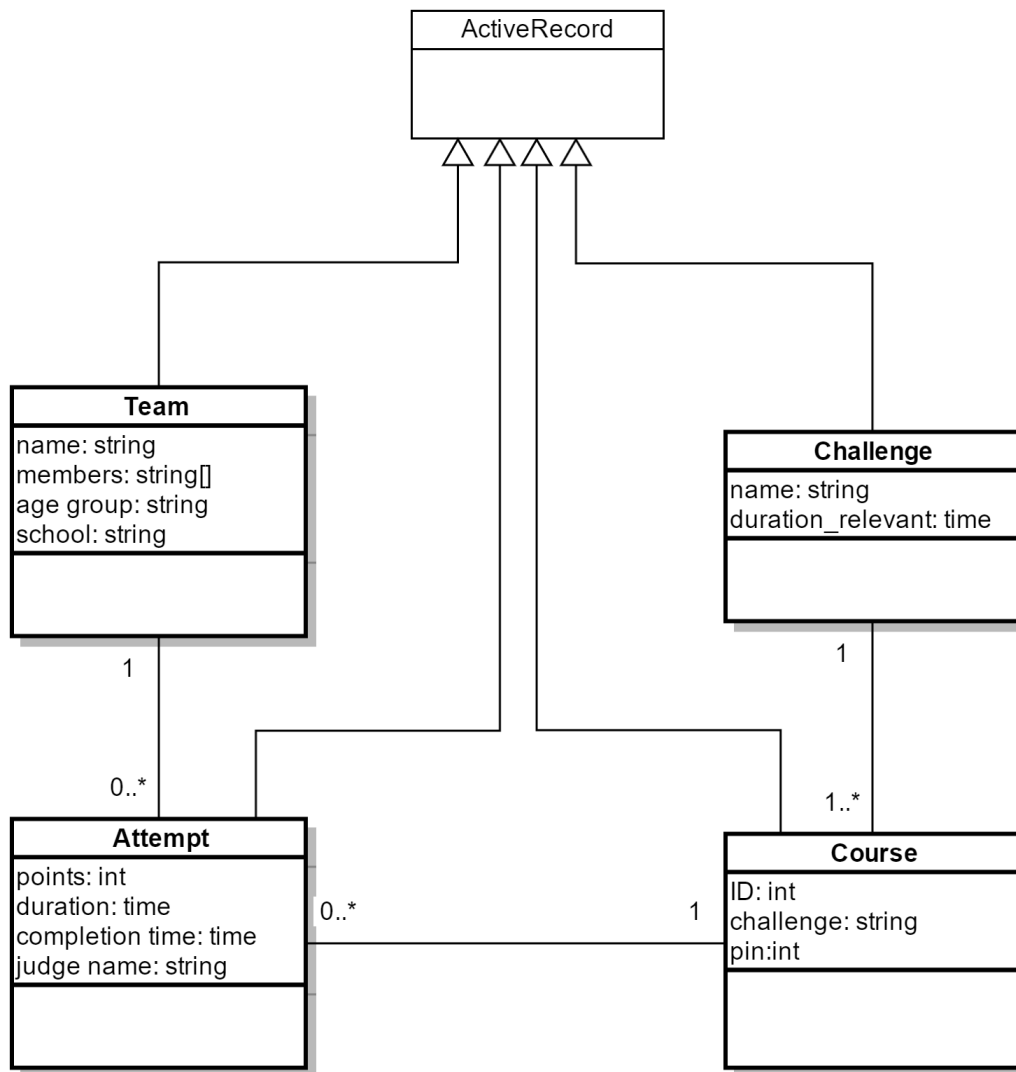 ActiveRecord
Team
name: string
members: string[]
age group: string
school: string
Challenge
name: string
duration_relevant: time
1
1
0..*
1..*
Attempt
points: int
duration: time
completion time: time
judge name: string
0..*
1
Course
ID: int
challenge: string
pin:int